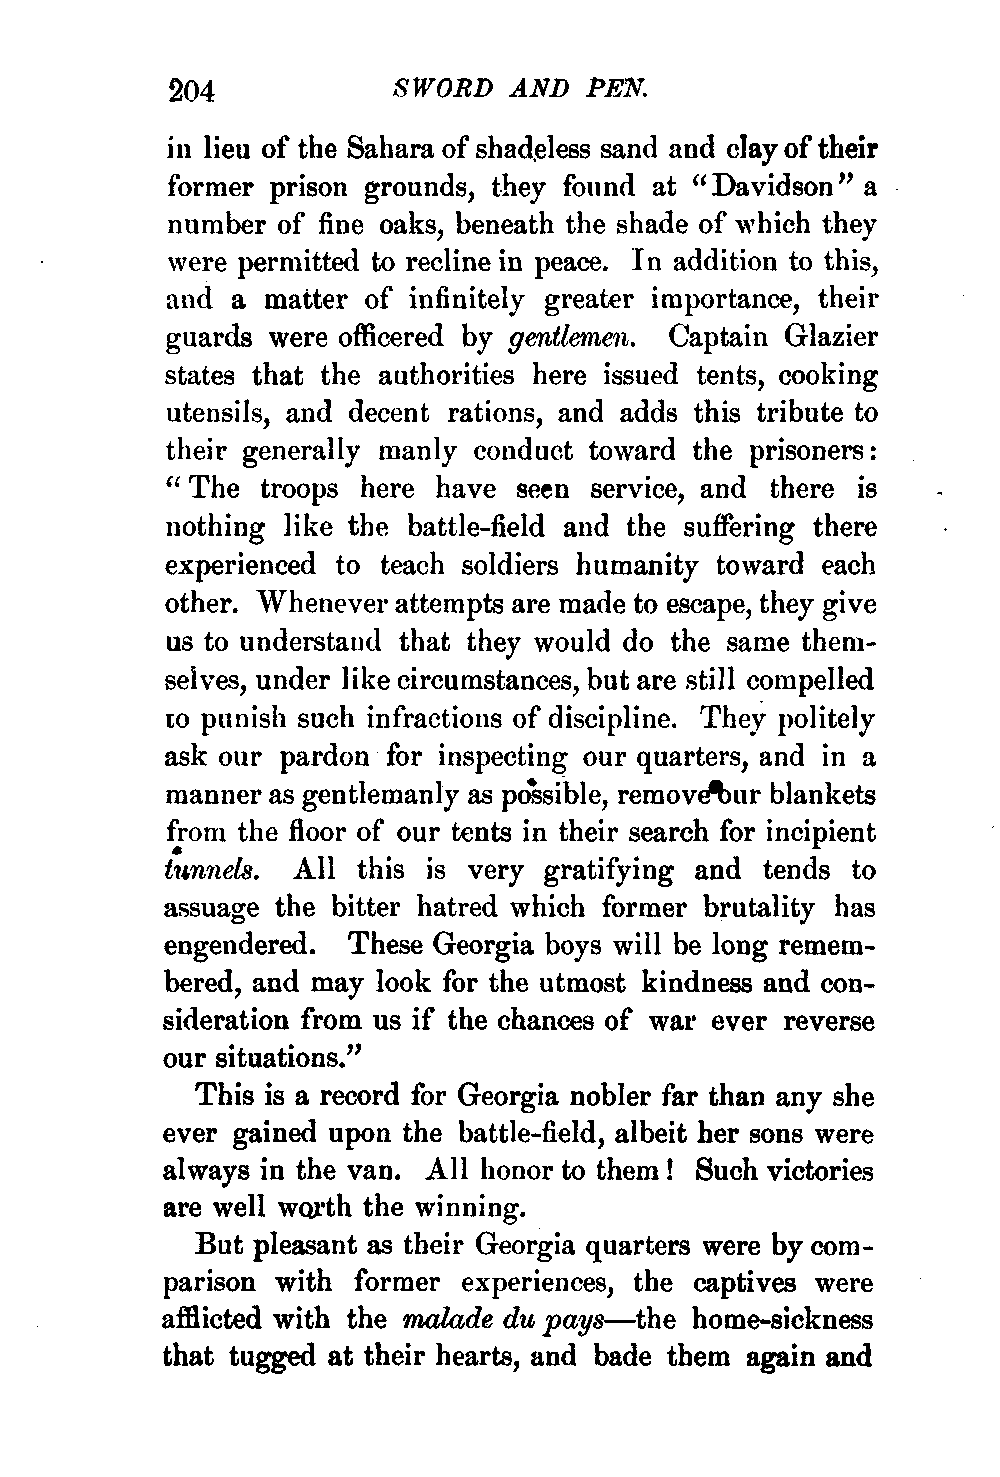 204 SWORD AND PEN.
in lieu of the Sahara of shadeless sand and clay of their
former prison grounds, they found at "Davidson" a
number of fine oaks, beneath the shade of which they
were permitted to recline in peace. In addition to this,
and a matter of infinitely greater importance, their
guards were officered by gentlemen. Captain Glazier
states that the authorities here issued tents, cooking
utensils, and decent rations, and adds this tribute to
their generally manly conduct toward the prisoners:
"The troops here have seen service, and there is
nothing like the battle-field and the suffering there
experienced to teach soldiers humanity toward each
other. Whenever attempts are made to escape, they give
us to understand that they would do the same them-
selves, under like circumstances, but are still compelled
to punish such infractions of discipline. They politely
ask our pardon for inspecting our quarters, and in a
manner as gentlemanly as possible, remove our blankets
from the floor of our tents in their search for incipient
tunnels. All this is very gratifying and tends to
assuage the bitter hatred which former brutality has
engendered. These Georgia boys will be long remem-
bered, and may look for the utmost kindness and con-
sideration from us if the chances of war ever reverse
our situations."
This is a record for Georgia nobler far than any she
ever gained upon the battle-field, albeit her sons were
always in the van. All honor to them! Such victories
are well worth the winning.
But pleasant as their Georgia quarters were by com-
parison with former experiences, the captives were
afflicted with the malade du pays—the home-sickness
that tugged at their hearts, and bade them again and